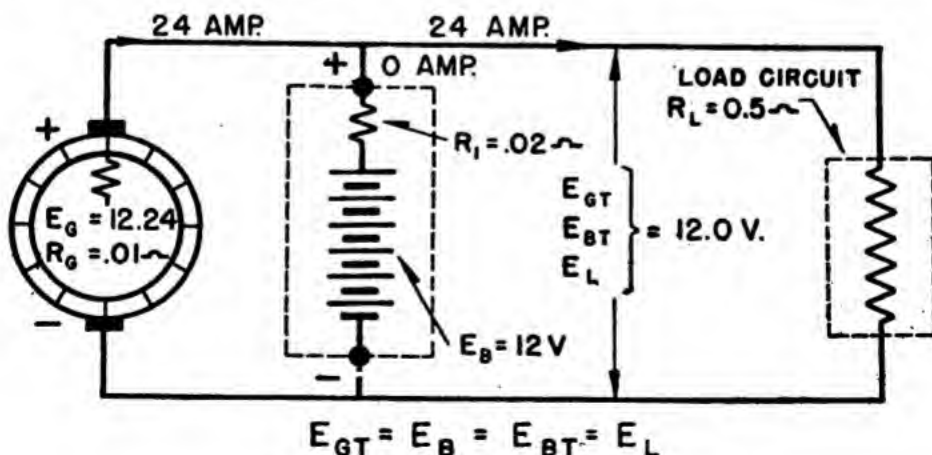 24 AMP.
24 AMP.
+
0 AMP.
LOAD CIRCUIT
R_L = 0.5 Ω
+
R_I = .02 Ω
E_G = 12.24
R_G = .01 Ω
E_GT
E_BT } = 12.0 V.
E_L
−
E_B = 12 V
−
E_GT = E_B = E_BT = E_L